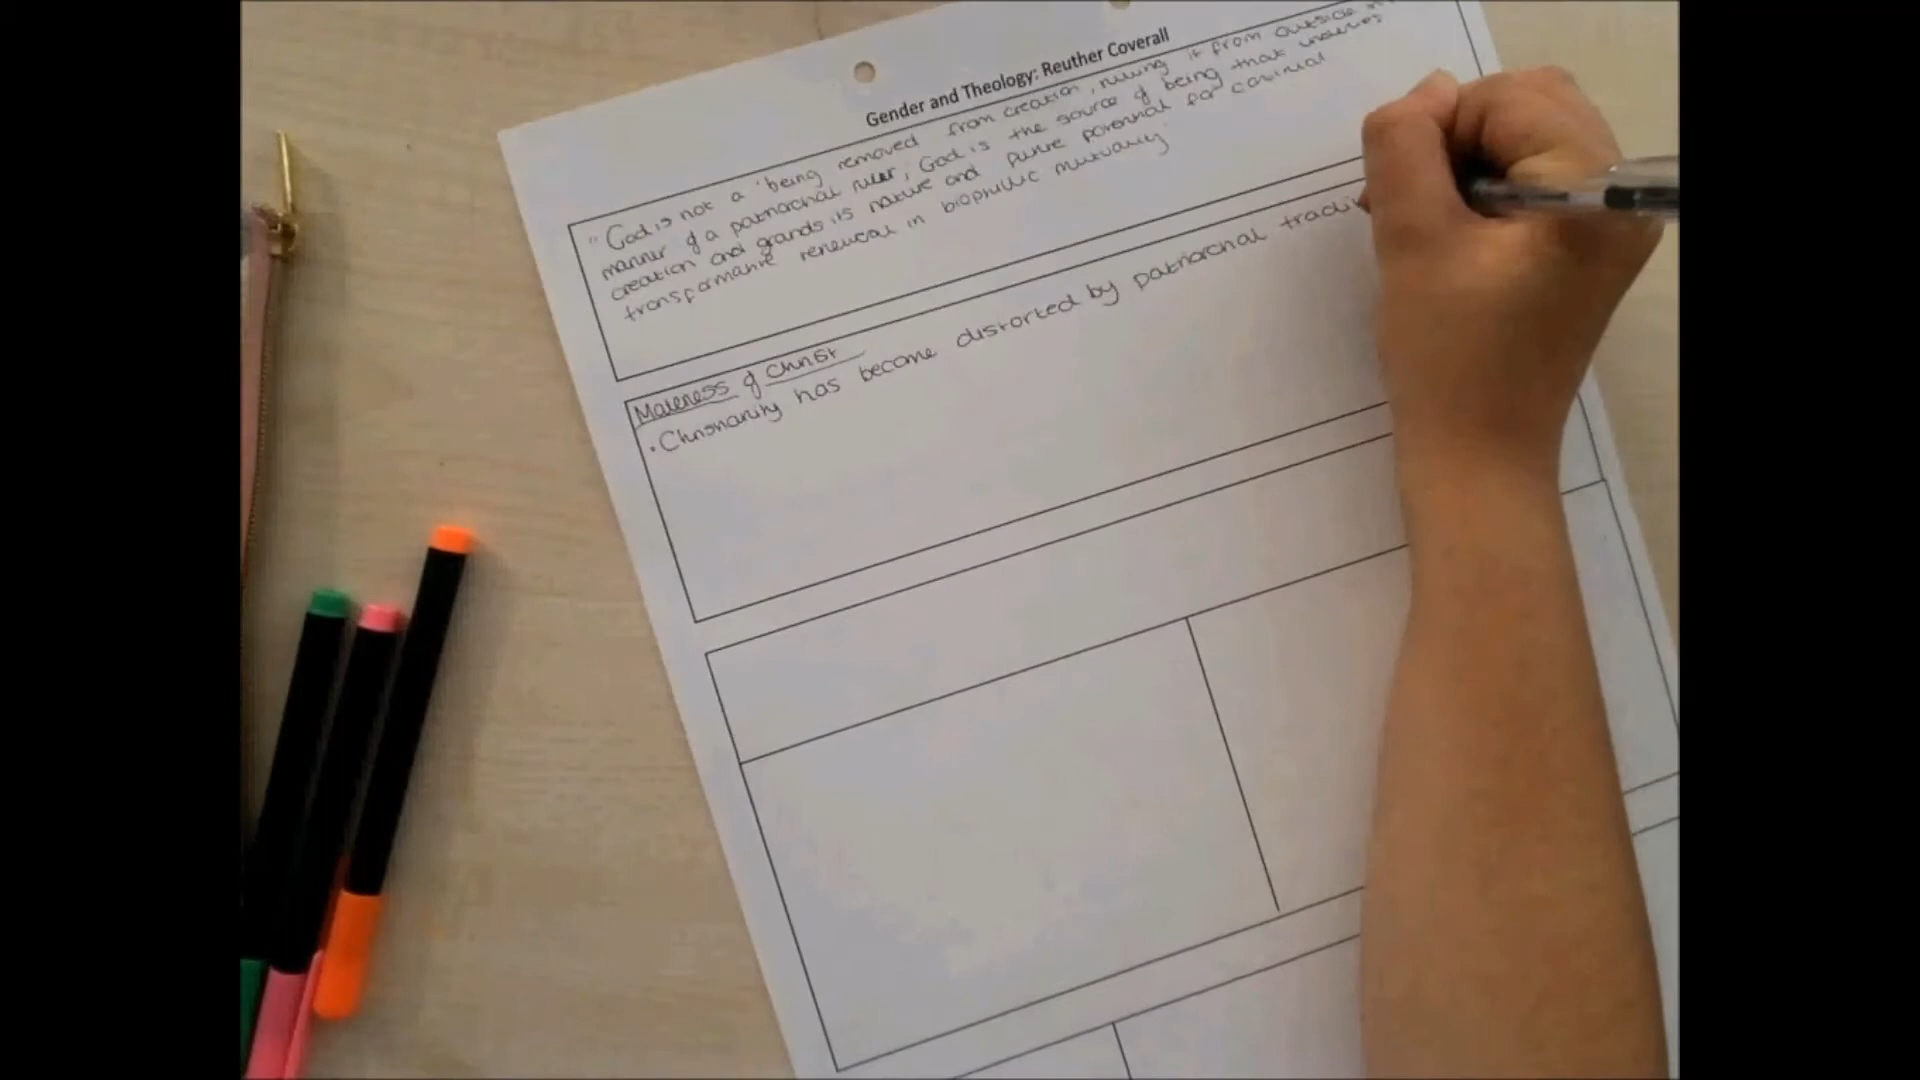 Gender and Theology: Reuther Coverall
"God is not a 'being removed from creation, ruling it from outside in
manner of a patriarchal ruler; God is the source of being that underlies
creation and grands its nature and future potential for continual
transformative renewal in biophilic mutuality
Maleness of Christ
• Christianity has become distorted by patriarchal traditi